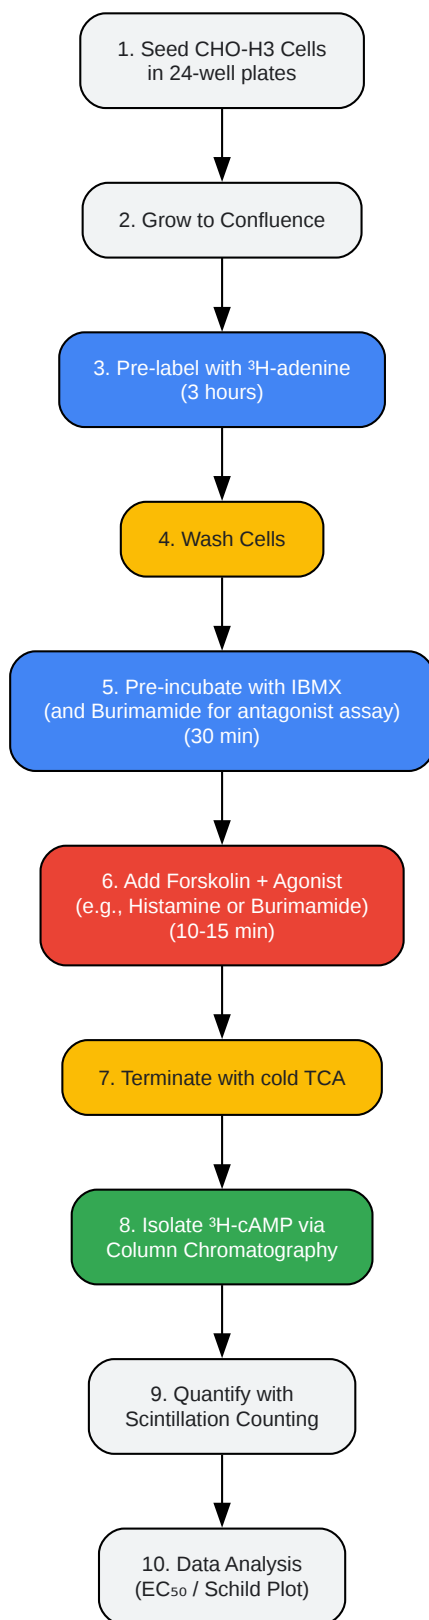 1. Seed CHO-H3 Cells
in 24-well plates
2. Grow to Confluence
3. Pre-label with ³H-adenine
(3 hours)
4. Wash Cells
5. Pre-incubate with IBMX
(and Burimamide for antagonist assay)
(30 min)
6. Add Forskolin + Agonist
(e.g., Histamine or Burimamide)
(10-15 min)
7. Terminate with cold TCA
8. Isolate ³H-cAMP via
Column Chromatography
9. Quantify with
Scintillation Counting
10. Data Analysis
(EC₅₀ / Schild Plot)